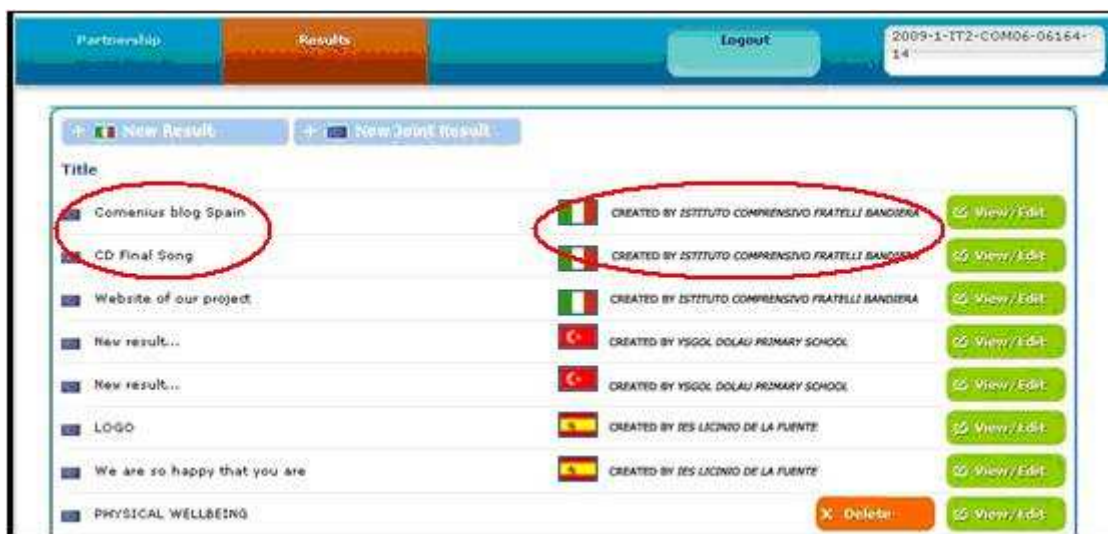 Partnership Results Logout 2009-1-IT2-COM06-06164-14
+ New Result + New Joint Result
Title
Comenius blog Spain CREATED BY ISTITUTO COMPRENSIVO FRATELLI BANDIERA View/Edit
CD Final Song CREATED BY ISTITUTO COMPRENSIVO FRATELLI BANDIERA View/Edit
Website of our project CREATED BY ISTITUTO COMPRENSIVO FRATELLI BANDIERA View/Edit
New result... CREATED BY YSGOL DOLAU PRIMARY SCHOOL View/Edit
New result... CREATED BY YSGOL DOLAU PRIMARY SCHOOL View/Edit
LOGO CREATED BY IES LICINIO DE LA FUENTE View/Edit
We are so happy that you are CREATED BY IES LICINIO DE LA FUENTE View/Edit
PHYSICAL WELLBEING X Delete View/Edit